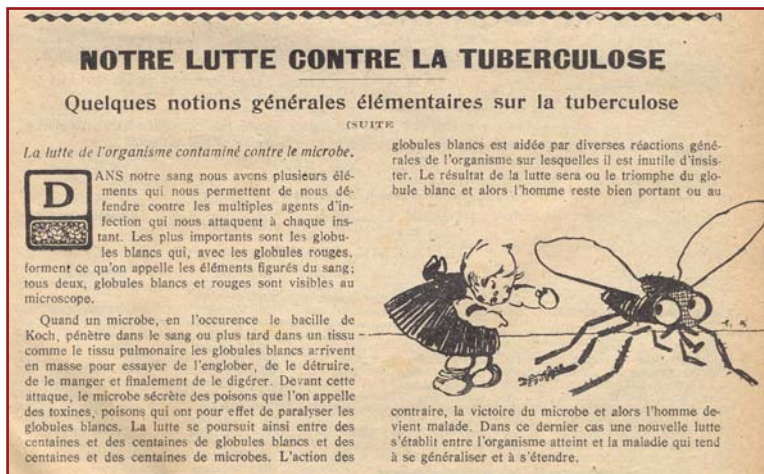 NOTRE LUTTE CONTRE LA TUBERCULOSE
Quelques notions générales élémentaires sur la tuberculose
(SUITE
La lutte de l'organisme contaminé contre le microbe.
DANS notre sang nous avons plusieurs élé-
ments qui nous permettent de nous dé-
fendre contre les multiples agents d'in-
fection qui nous attaquent à chaque ins-
tant. Les plus importants sont les globu-
les blancs qui, avec les globules rouges,
forment ce qu'on appelle les éléments figurés du sang;
tous deux, globules blancs et rouges sont visibles au
microscope.
Quand un microbe, en l'occurence le bacille de
Koch, pénètre dans le sang ou plus tard dans un tissu
comme le tissu pulmonaire les globules blancs arrivent
en masse pour essayer de l'englober, de le détruire,
de le manger et finalement de le digérer. Devant cette
attaque, le microbe sécrète des poisons que l'on appelle
des toxines, poisons qui ont pour effet de paralyser les
globules blancs. La lutte se poursuit ainsi entre des
centaines et des centaines de globules blancs et des
centaines et des centaines de microbes. L'action des
globules blancs est aidée par diverses réactions géné-
rales de l'organisme sur lesquelles il est inutile d'insis-
ter. Le résultat de la lutte sera ou le triomphe du glo-
bule blanc et alors l'homme reste bien portant ou au
contraire, la victoire du microbe et alors l'homme de-
vient malade. Dans ce dernier cas une nouvelle lutte
s'établit entre l'organisme atteint et la maladie qui tend
à se généraliser et à s'étendre.